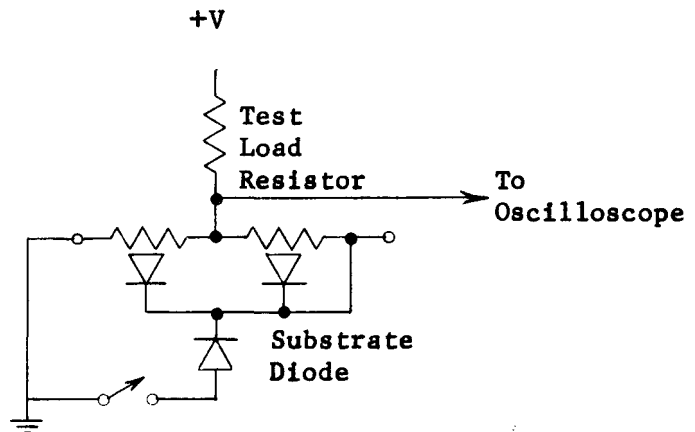 +V
Test
Load
Resistor
To
Oscilloscope
Substrate
Diode